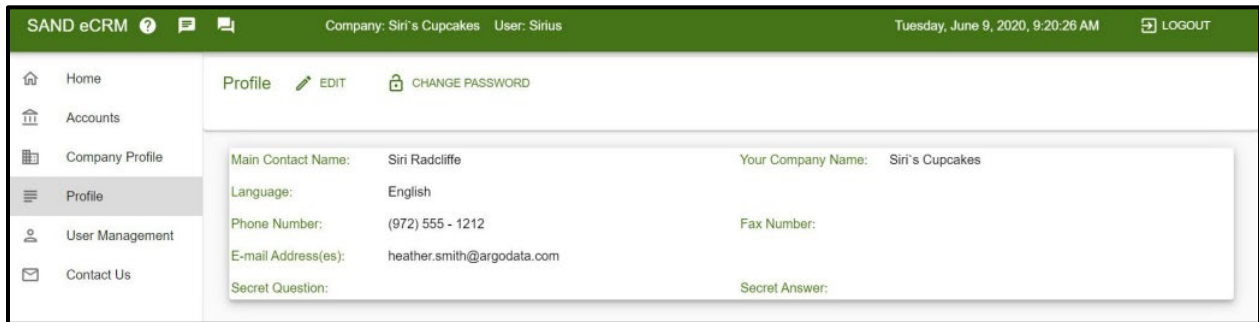 SAND eCRM ? Company: Siri`s Cupcakes User: Sirius Tuesday, June 9, 2020, 9:20:26 AM LOGOUT
Home
Accounts
Company Profile
Profile
User Management
Contact Us
Profile EDIT CHANGE PASSWORD
Main Contact Name: Siri Radcliffe Your Company Name: Siri`s Cupcakes
Language: English
Phone Number: (972) 555 - 1212 Fax Number:
E-mail Address(es): heather.smith@argodata.com
Secret Question: Secret Answer: